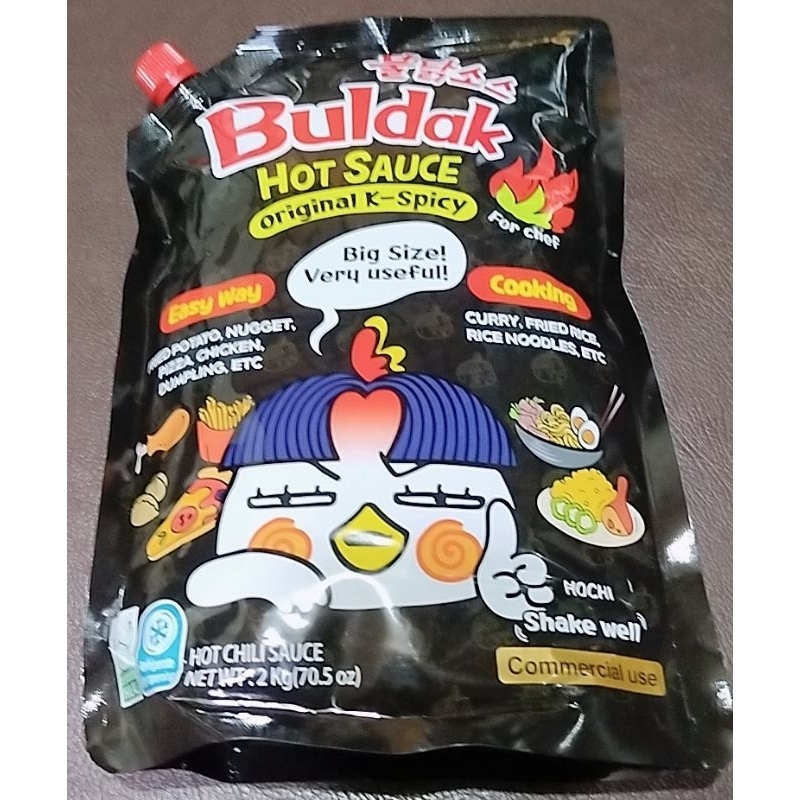 불닭소스
Buldak
HOT SAUCE
Original K-Spicy
For chef
Big Size!
Very useful!
Easy Way
FRIED POTATO, NUGGET,
PIZZA, CHICKEN,
DUMPLING, ETC
Cooking
CURRY, FRIED RICE,
RICE NOODLES, ETC
HOCHI
Shake well
HOT CHILI SAUCE
NET WT: 2 Kg(70.5 oz)
Commercial use